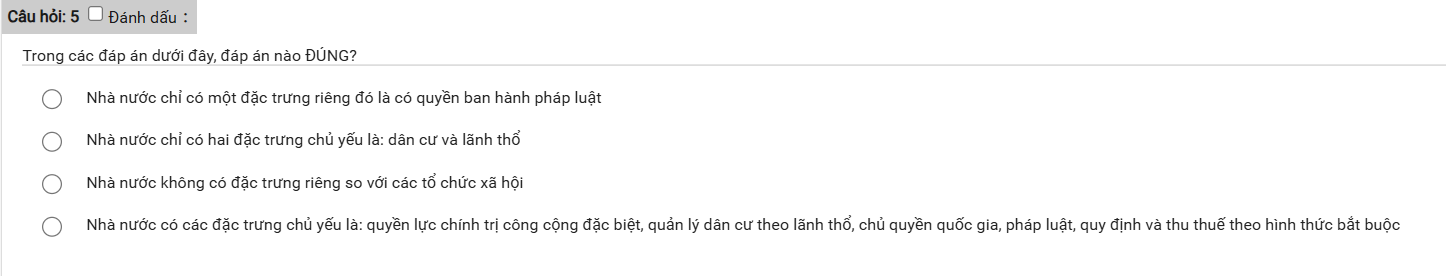 Câu hỏi: 5 Đánh dấu :
Trong các đáp án dưới đây, đáp án nào ĐÚNG?
Nhà nước chỉ có một đặc trưng riêng đó là có quyền ban hành pháp luật
Nhà nước chỉ có hai đặc trưng chủ yếu là: dân cư và lãnh thổ
Nhà nước không có đặc trưng riêng so với các tổ chức xã hội
Nhà nước có các đặc trưng chủ yếu là: quyền lực chính trị công cộng đặc biệt, quản lý dân cư theo lãnh thổ, chủ quyền quốc gia, pháp luật, quy định và thu thuế theo hình thức bắt buộc